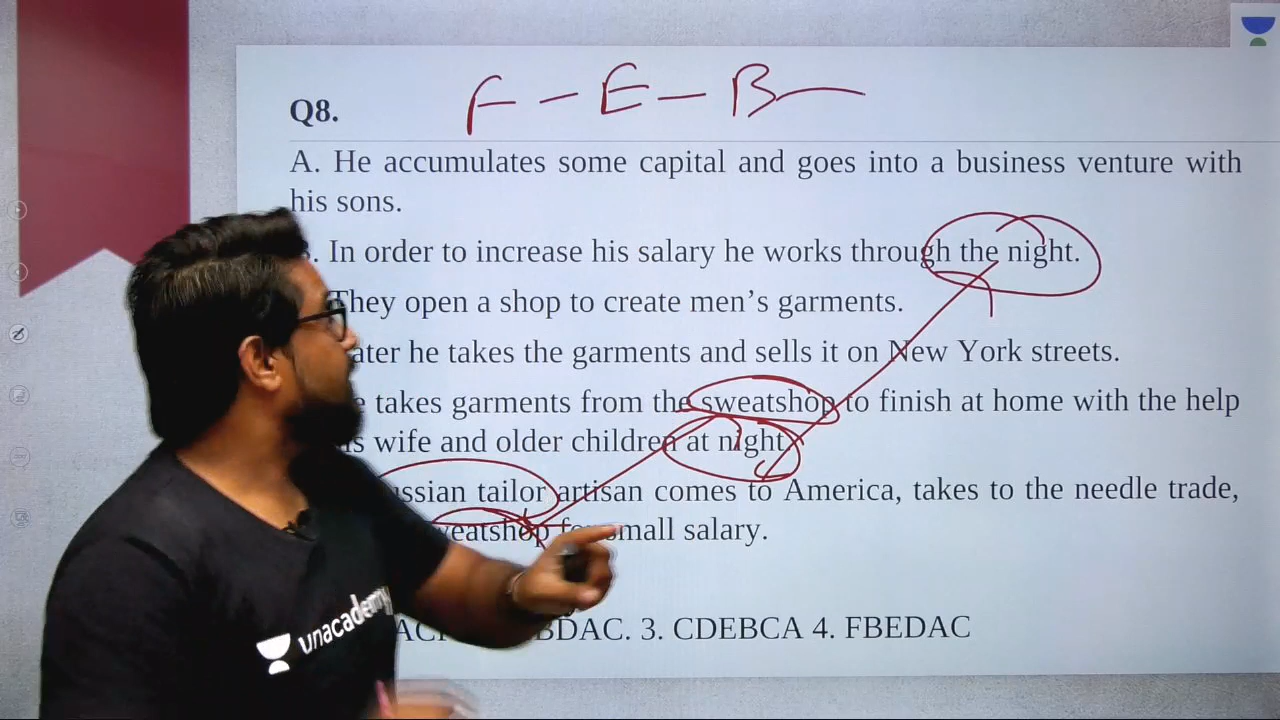 F - E - B -
Q8.
A. He accumulates some capital and goes into a business venture with
his sons.
In order to increase his salary he works through the night.
They open a shop to create men's garments.
he takes the garments and sells it on New York streets.
takes garments from the sweatshop to finish at home with the help
wife and older children at night.
tailor artisan comes to America, takes to the needle trade,
small salary.
3. CDEBCA 4. FBEDAC
unacademy